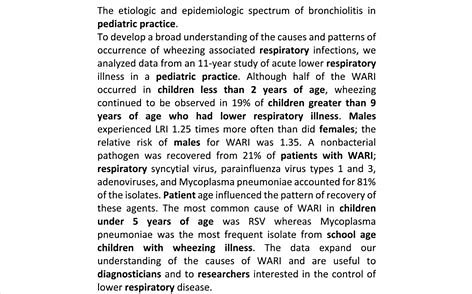 The etiologic and epidemiologic spectrum of bronchiolitis in
pediatric practice.
To develop a broad understanding of the causes and patterns of
occurrence of wheezing associated respiratory infections, we
analyzed data from an 11-year study of acute lower respiratory
illness in a pediatric practice. Although half of the WARI
occurred in children less than 2 years of age, wheezing
continued to be observed in 19% of children greater than 9
years of age who had lower respiratory illness. Males
experienced LRI 1.25 times more often than did females; the
relative risk of males for WARI was 1.35. A nonbacterial
pathogen was recovered from 21% of patients with WARI;
respiratory syncytial virus, parainfluenza virus types 1 and 3,
adenoviruses, and Mycoplasma pneumoniae accounted for 81%
of the isolates. Patient age influenced the pattern of recovery of
these agents. The most common cause of WARI in children
under 5 years of age was RSV whereas Mycoplasma
pneumoniae was the most frequent isolate from school age
children with wheezing illness. The data expand our
understanding of the causes of WARI and are useful to
diagnosticians and to researchers interested in the control of
lower respiratory disease.